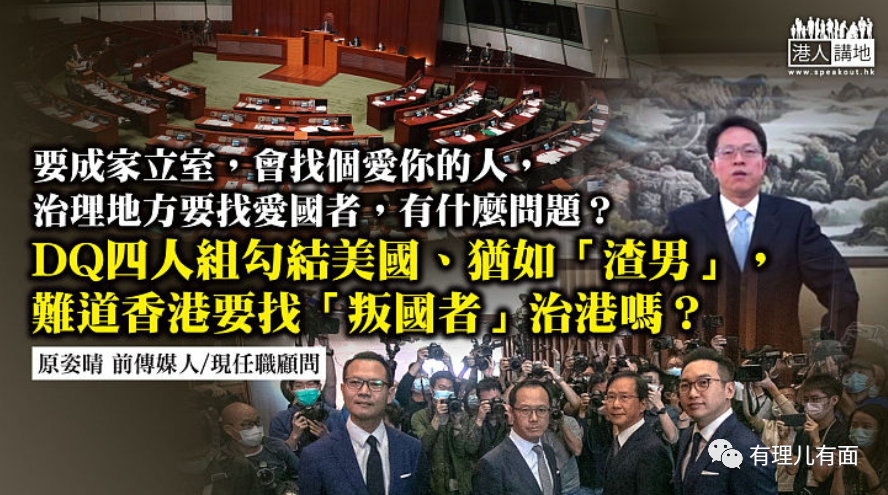 港人講地
www.speakout.hk
要成家立室，會找個愛你的人，
治理地方要找愛國者，有什麼問題？
DQ四人組勾結美國、猶如「渣男」，
難道香港要找「叛國者」治港嗎？
原姿晴 前傳媒人/現任職顧問
有理儿有面